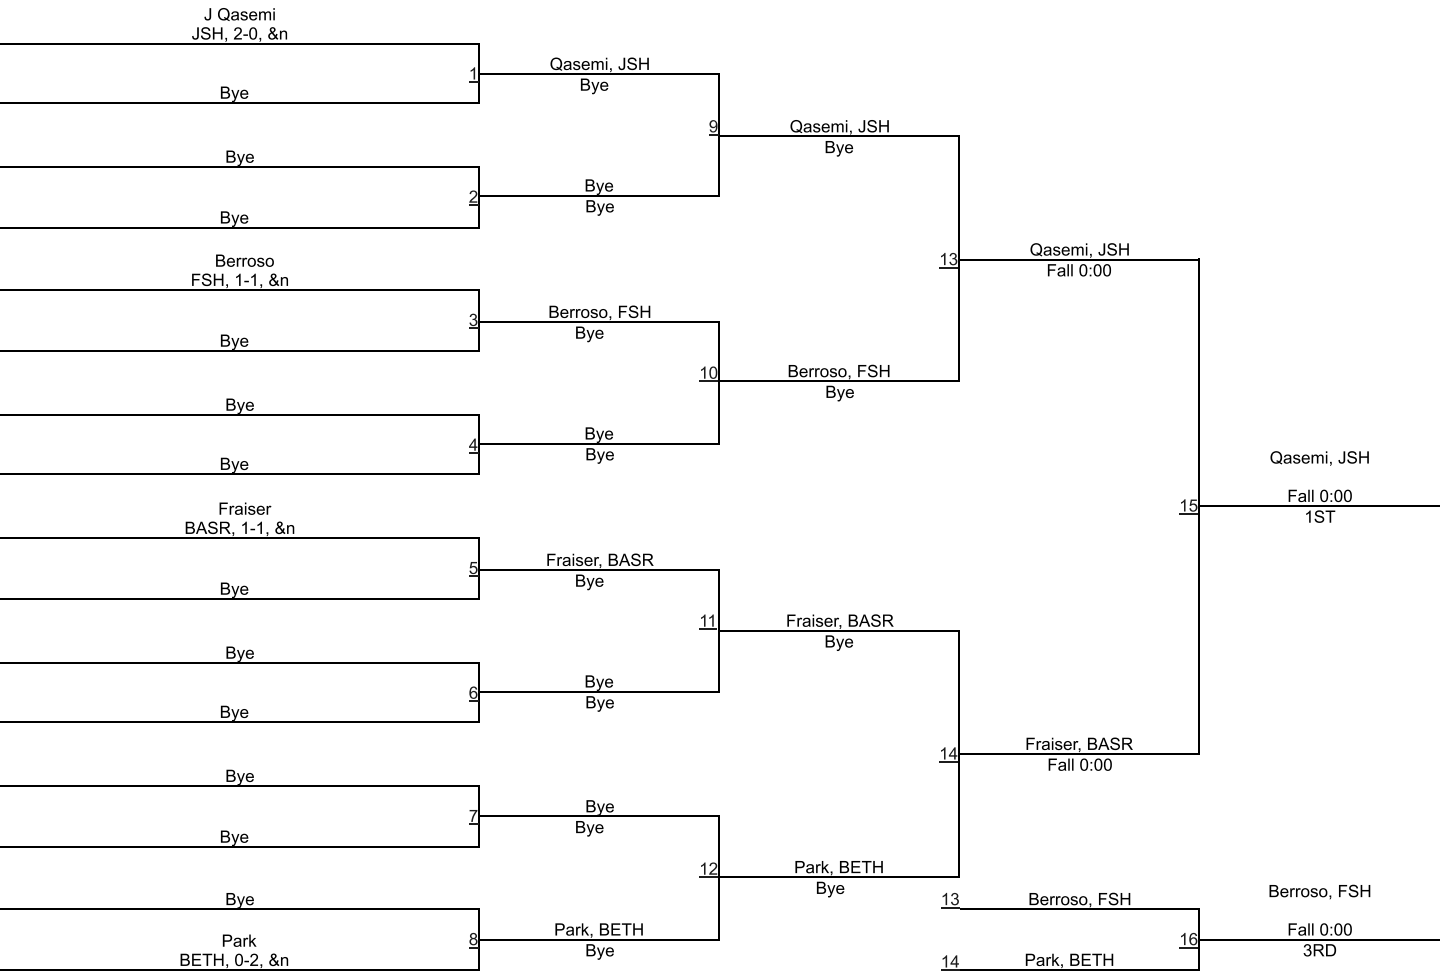 J Qasemi
JSH, 2-0, &n
Bye
1
Bye
Bye
2
Berroso
FSH, 1-1, &n
Bye
3
Bye
Bye
4
Fraiser
BASR, 1-1, &n
Bye
5
Bye
Bye
6
Bye
Bye
7
Bye
Park
BETH, 0-2, &n
8
Qasemi, JSH
Bye
9
Bye
Bye
Berroso, FSH
Bye
10
Bye
Bye
Fraiser, BASR
Bye
11
Bye
Bye
Bye
Bye
12
Park, BETH
Bye
Qasemi, JSH
Bye
13
Berroso, FSH
Bye
Fraiser, BASR
Bye
14
Park, BETH
Bye
Qasemi, JSH
Fall 0:00
15
Fraiser, BASR
Fall 0:00
Qasemi, JSH
Fall 0:00
1ST
13
Berroso, FSH
16
14
Park, BETH
Berroso, FSH
Fall 0:00
3RD